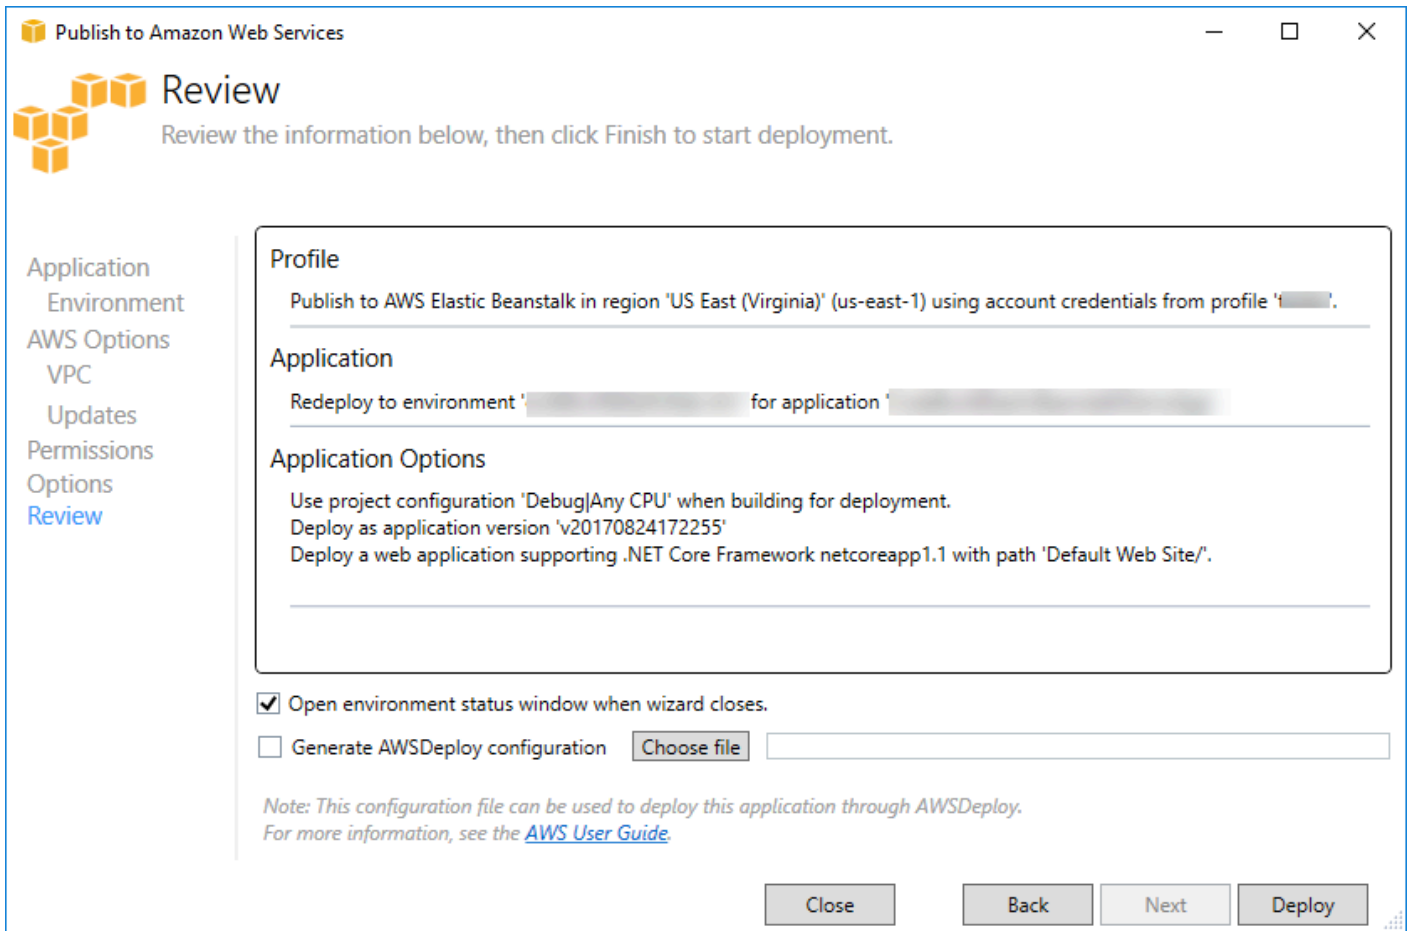 Publish to Amazon Web Services
Review
Review the information below, then click Finish to start deployment.
Application
Environment
AWS Options
VPC
Updates
Permissions
Options
Review
Profile
Publish to AWS Elastic Beanstalk in region 'US East (Virginia)' (us-east-1) using account credentials from profile '
Application
Redeploy to environment ' for application '
Application Options
Use project configuration 'Debug|Any CPU' when building for deployment.
Deploy as application version 'v20170824172255'
Deploy a web application supporting .NET Core Framework netcoreapp1.1 with path 'Default Web Site/'.
Open environment status window when wizard closes.
Generate AWSDeploy configuration Choose file
Note: This configuration file can be used to deploy this application through AWSDeploy.
For more information, see the AWS User Guide.
Close Back Next Deploy